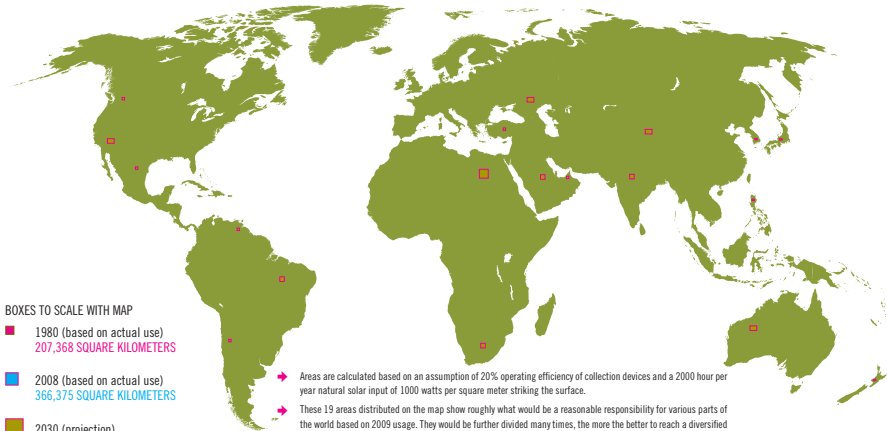 BOXES TO SCALE WITH MAP
1980 (based on actual use)
207,368 SQUARE KILOMETERS
2008 (based on actual use)
366,375 SQUARE KILOMETERS
2030 (projection)
Areas are calculated based on an assumption of 20% operating efficiency of collection devices and a 2000 hour per
year natural solar input of 1000 watts per square meter striking the surface.
These 19 areas distributed on the map show roughly what would be a reasonable responsibility for various parts of
the world based on 2009 usage. They would be further divided many times, the more the better to reach a diversified